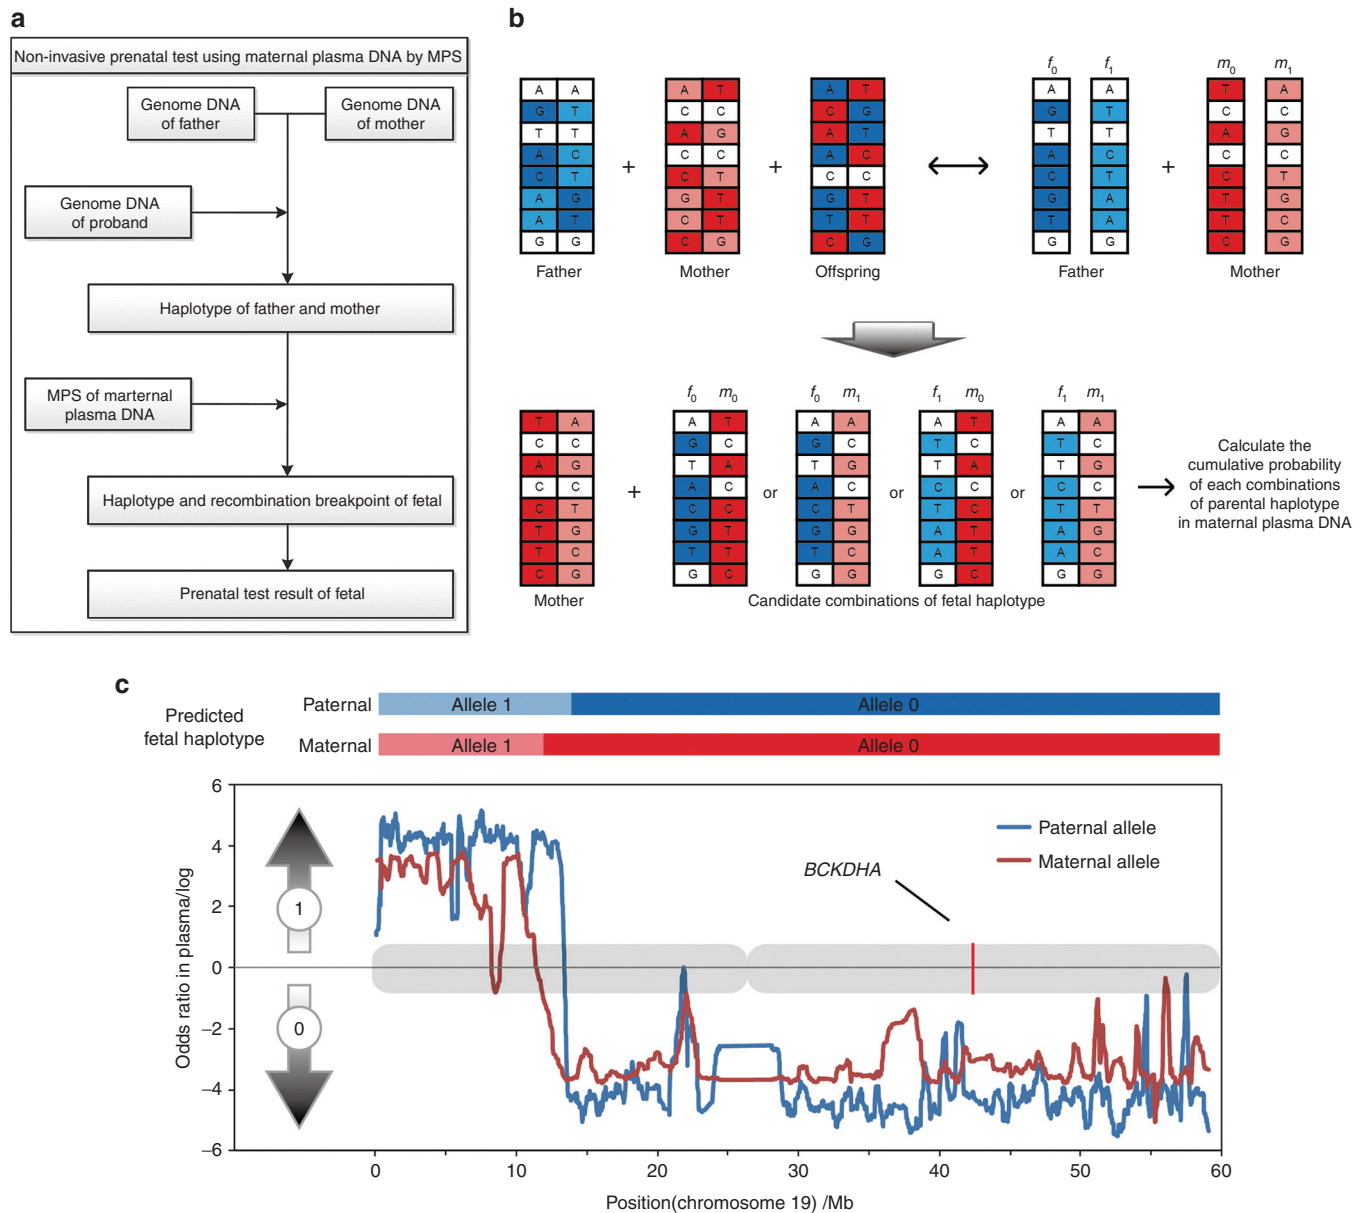 a
Non-invasive prenatal test using maternal plasma DNA by MPS
Genome DNA
of father
Genome DNA
of mother
Genome DNA
of proband
Haplotype of father and mother
MPS of marternal
plasma DNA
Haplotype and recombination breakpoint of fetal
Prenatal test result of fetal
b
f0 f1 m0 m1
A A A T A T A A T A
G T C C C G G T C C
T T A G A T T T A G
A C C C A C A C C C
C T C T C C C T C T
A G G T G T G A T G
A T C T T T T A T C
G G C G C G G G C G
+ + +
Father Mother Offspring Father Mother
f0 m0 f0 m1 f1 m0 f1 m1
T A A T A A A T A A
C C G C G C T C T C
A G T A T G T A T G
C C A C A C C C C C
C T C C C T T C T T
T G G T G G A T A G
T C T T T C A T A C
C G G C G G G C G G
+ or or or
Mother Candidate combinations of fetal haplotype
Calculate the
cumulative probability
of each combinations
of parental haplotype
in maternal plasma DNA
c
Predicted
fetal haplotype
Paternal Allele 1 Allele 0
Maternal Allele 1 Allele 0
Odds ratio in plasma/log
6
4
2
0
−2
−4
−6
1
0
Paternal allele
Maternal allele
BCKDHA
0 10 20 30 40 50 60
Position(chromosome 19) /Mb